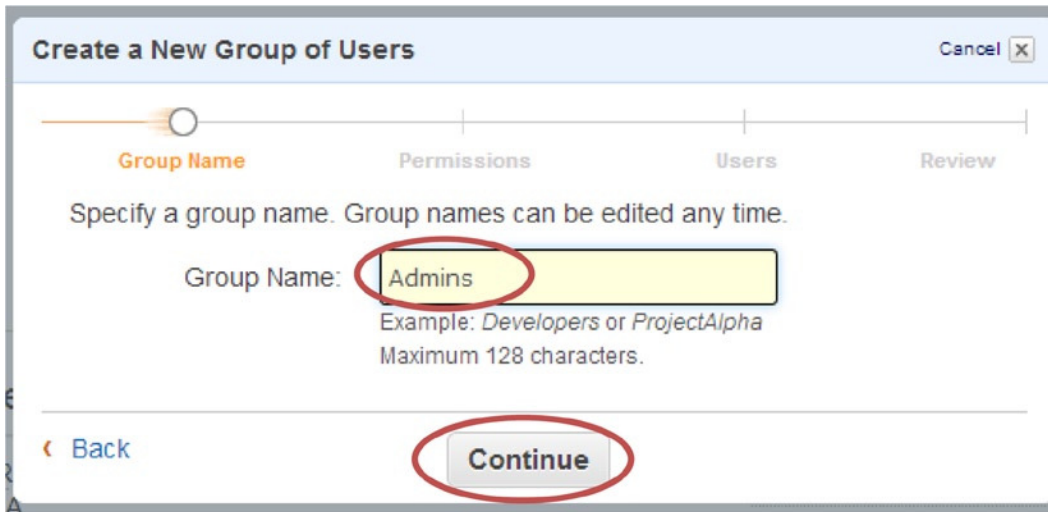 Create a New Group of Users
Cancel
Group Name
Permissions
Users
Review
Specify a group name. Group names can be edited any time.
Group Name: Admins
Example: Developers or ProjectAlpha
Maximum 128 characters.
Back
Continue